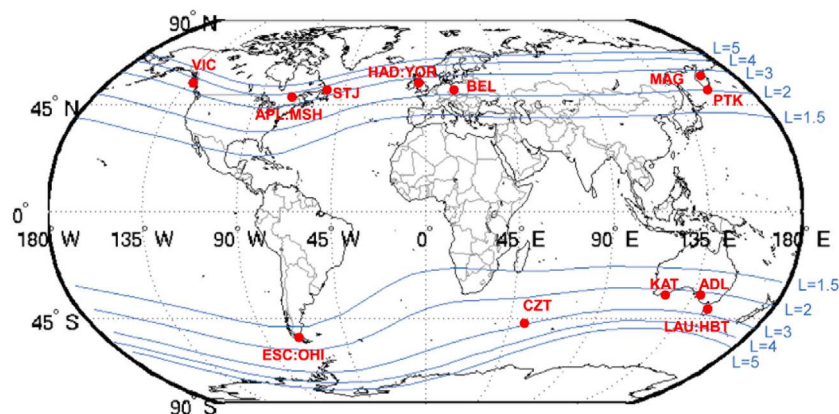 90° N
VIC
HAD:YOR
L=5
L=4
MAG
L=3
STJ
BEL
L=2
45° N
APL:MSH
PTK
L=1.5
0°
180° W
135° W
90° W
45° W
0°
45° E
90° E
135° E
180° E
KAT
ADL
L=1.5
CZT
L=2
45° S
LAU:HBT
L=3
ESC:OHI
L=4
L=5
90° S